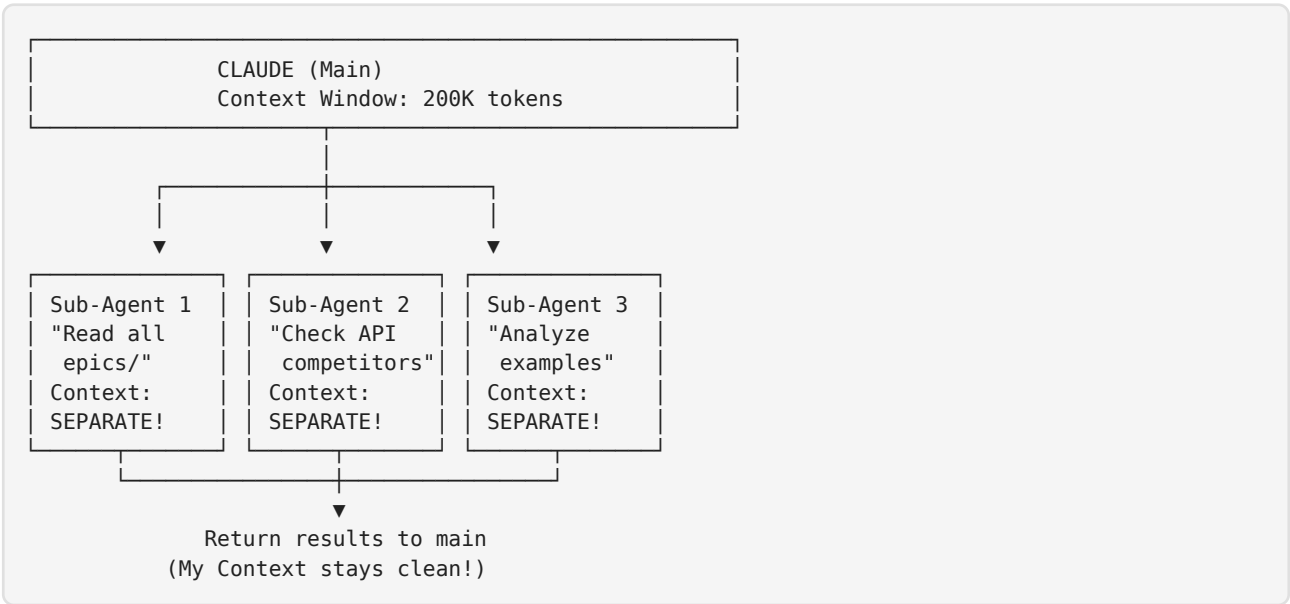 CLAUDE (Main)
Context Window: 200K tokens
Sub-Agent 1
"Read all
epics/"
Context:
SEPARATE!
Sub-Agent 2
"Check API
competitors"
Context:
SEPARATE!
Sub-Agent 3
"Analyze
examples"
Context:
SEPARATE!
Return results to main
(My Context stays clean!)